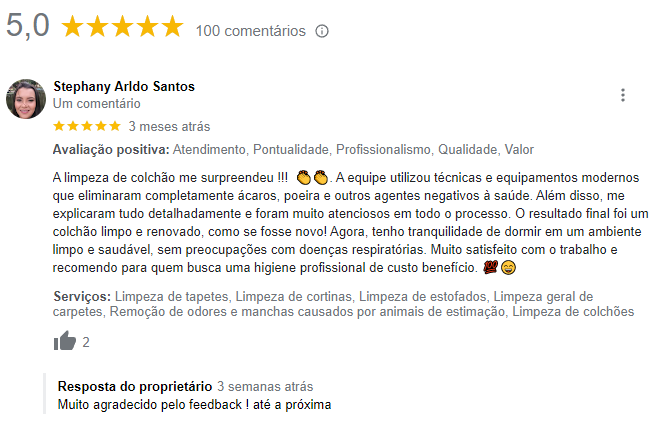 5,0 100 comentários
Stephany Arldo Santos
Um comentário
3 meses atrás
Avaliação positiva: Atendimento, Pontualidade, Profissionalismo, Qualidade, Valor
A limpeza de colchão me surpreendeu !!! 👏👏. A equipe utilizou técnicas e equipamentos modernos
que eliminaram completamente ácaros, poeira e outros agentes negativos à saúde. Além disso, me
explicaram tudo detalhadamente e foram muito atenciosos em todo o processo. O resultado final foi um
colchão limpo e renovado, como se fosse novo! Agora, tenho tranquilidade de dormir em um ambiente
limpo e saudável, sem preocupações com doenças respiratórias. Muito satisfeito com o trabalho e
recomendo para quem busca uma higiene profissional de custo benefício. 💯😄
Serviços: Limpeza de tapetes, Limpeza de cortinas, Limpeza de estofados, Limpeza geral de
carpetes, Remoção de odores e manchas causados por animais de estimação, Limpeza de colchões
2
Resposta do proprietário 3 semanas atrás
Muito agradecido pelo feedback ! até a próxima